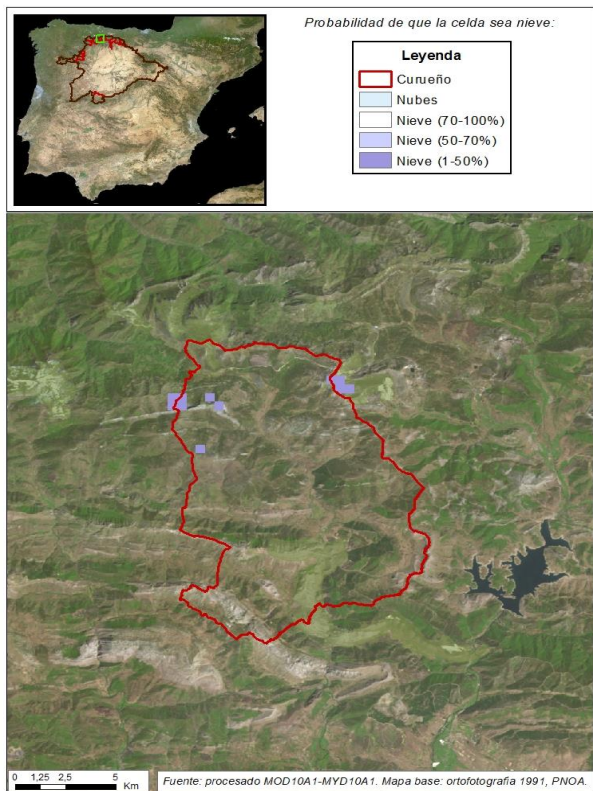 Probabilidad de que la celda sea nieve:
Leyenda
Curueño
Nubes
Nieve (70-100%)
Nieve (50-70%)
Nieve (1-50%)
0 1,25 2,5 5
Km
Fuente: procesado MOD10A1-MYD10A1. Mapa base: ortofotografia 1991, PNOA.